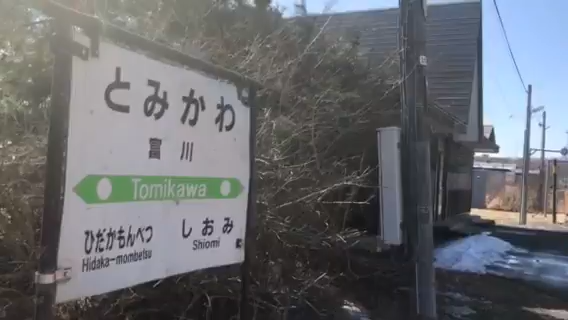 とみかわ
富川
Tomikawa
ひだかもんべつ
Hidaka-mombetsu
しおみ
Shiomi